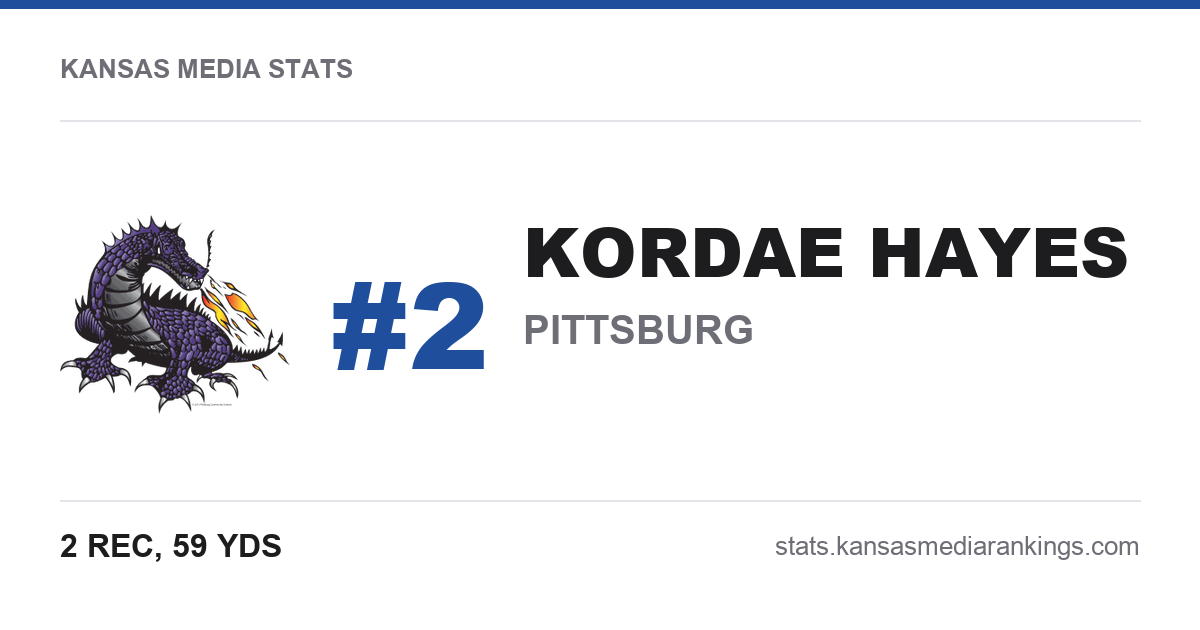 KANSAS MEDIA STATS
#2
KORDAE HAYES
PITTSBURG
2 REC, 59 YDS
stats.kansasmediarankings.com